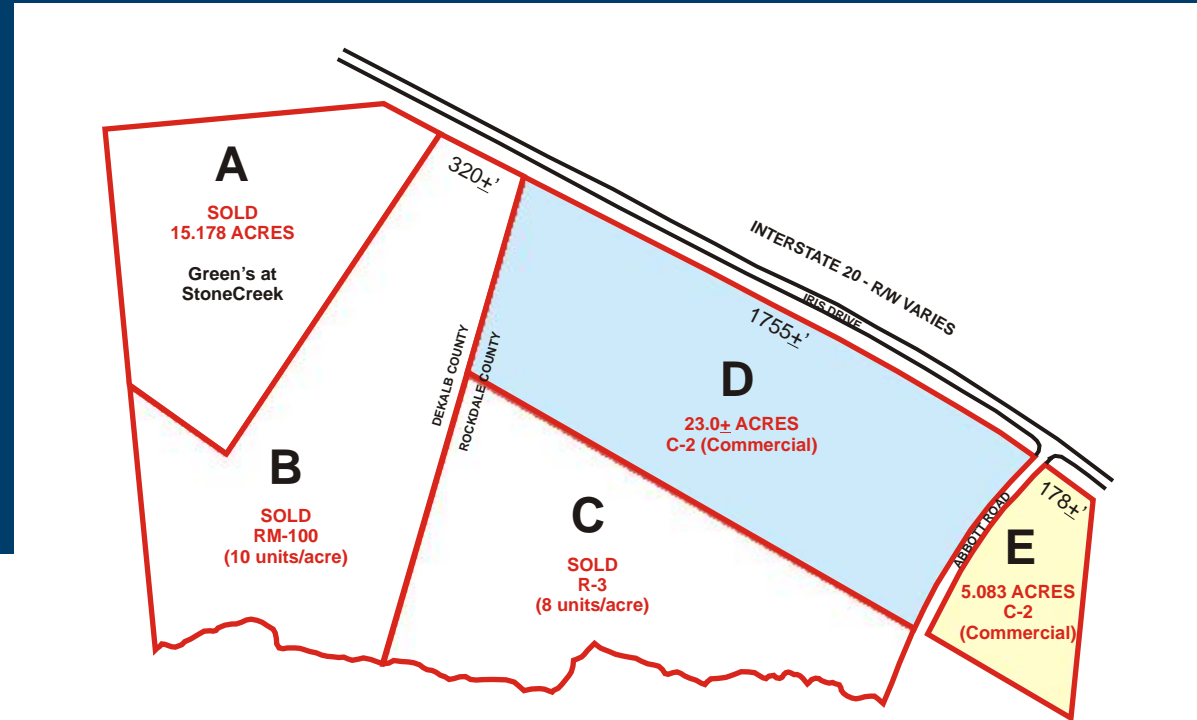 A
SOLD
15.178 ACRES
Green's at
StoneCreek
320±'
INTERSTATE 20 - R/W VARIES
IRIS DRIVE
1755±'
DEKALB COUNTY
ROCKDALE COUNTY
D
23.0± ACRES
C-2 (Commercial)
B
SOLD
RM-100
(10 units/acre)
C
SOLD
R-3
(8 units/acre)
ABBOTT ROAD
178±'
E
5.083 ACRES
C-2
(Commercial)